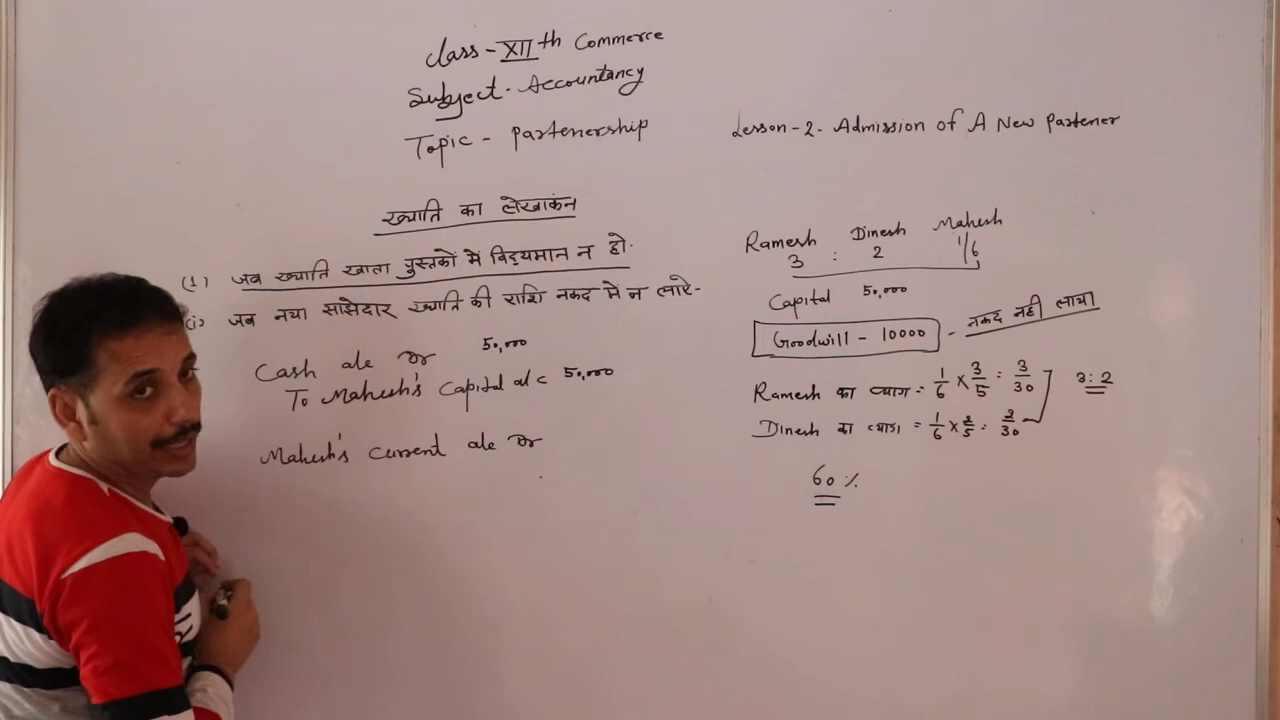 Class - XIIth Commerce
Subject - Accountancy
Topic - Partenership
Lesson - 2 - Admission of A New Partener
ख्याति का लेखाकंन
(1) जब ख्याति खाता पुस्तकों में विद्यमान न हो.
(i) जब नया साझेदार ख्याति की राशि नकद में न लाऐ -
Cash a/c Dr 50,000
To Mahesh's Capital a/c 50,000
Mahesh's current a/c Dr
Ramesh Dinesh Mahesh
3 : 2 1/6
Capital 50,000
Goodwill - 10000 - नकद नही लाया
Ramesh का त्याग = 1/6 × 3/5 = 3/30
Dinesh का त्याग = 1/6 × 2/5 = 2/30
3:2
60 %